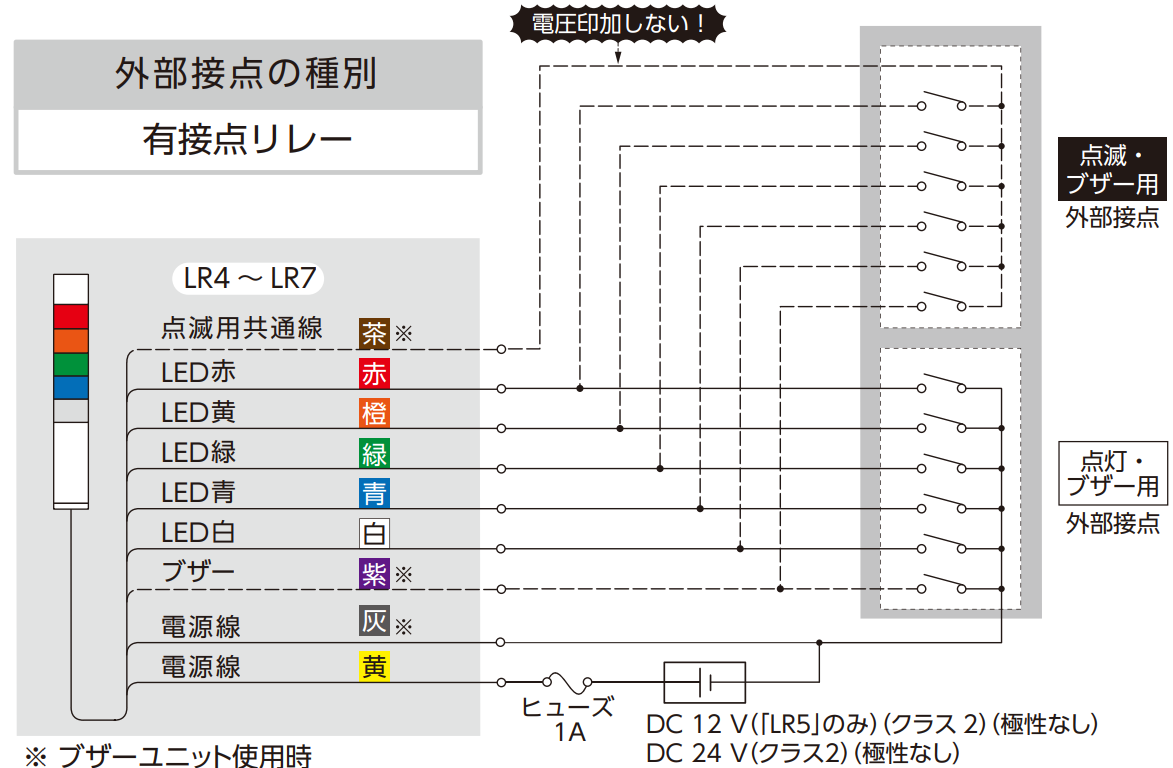 電圧印加しない！
外部接点の種別
有接点リレー
点滅・
ブザー用
外部接点
LR4 ～ LR7
点滅用共通線 茶 ※
LED赤 赤
LED黄 橙
LED緑 緑
LED青 青
LED白 白
ブザー 紫 ※
電源線 灰 ※
電源線 黄
点灯・
ブザー用
外部接点
ヒューズ
1A
DC 12 V（「LR5」のみ）（クラス 2）（極性なし）
DC 24 V（クラス2）（極性なし）
※ ブザーユニット使用時